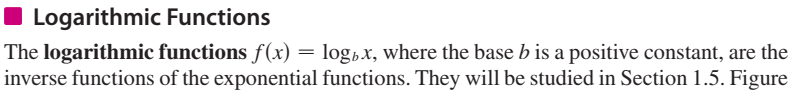 Logarithmic Functions
The logarithmic functions f(x) = log_b x, where the base b is a positive constant, are the
inverse functions of the exponential functions. They will be studied in Section 1.5. Figure